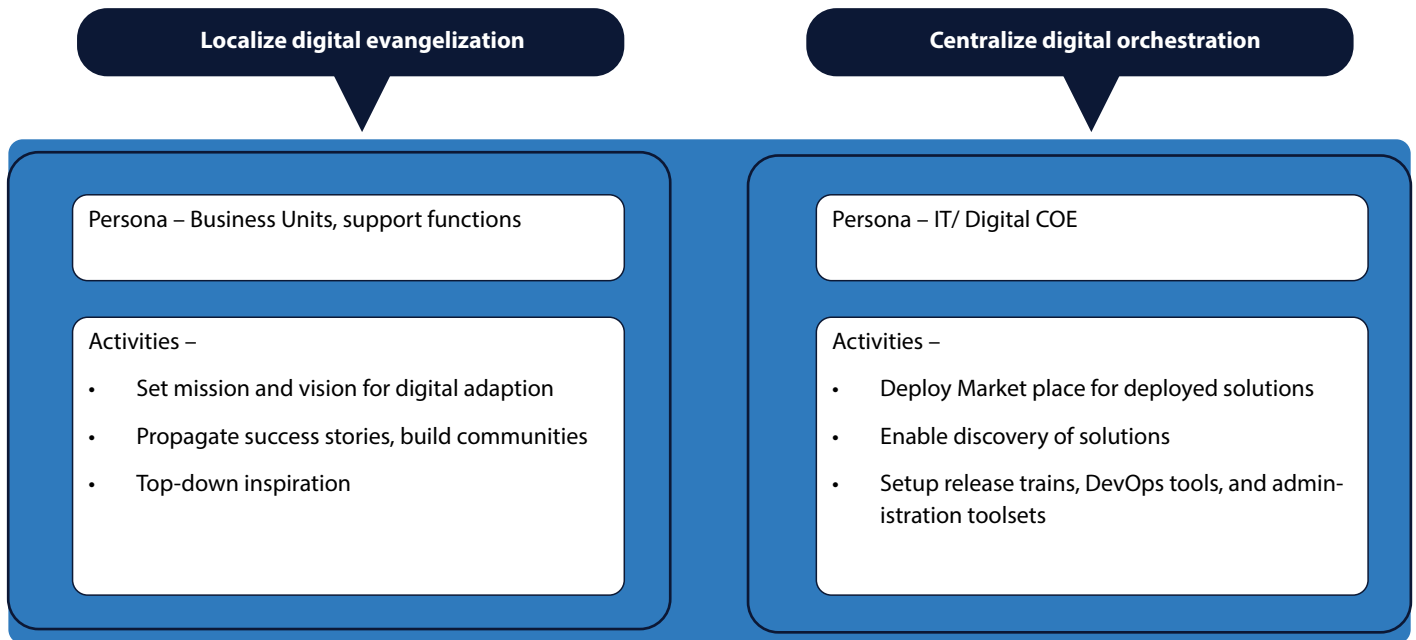 Localize digital evangelization
Persona – Business Units, support functions
Activities –
• Set mission and vision for digital adaption
• Propagate success stories, build communities
• Top-down inspiration
Centralize digital orchestration
Persona – IT/ Digital COE
Activities –
• Deploy Market place for deployed solutions
• Enable discovery of solutions
• Setup release trains, DevOps tools, and admin-
istration toolsets